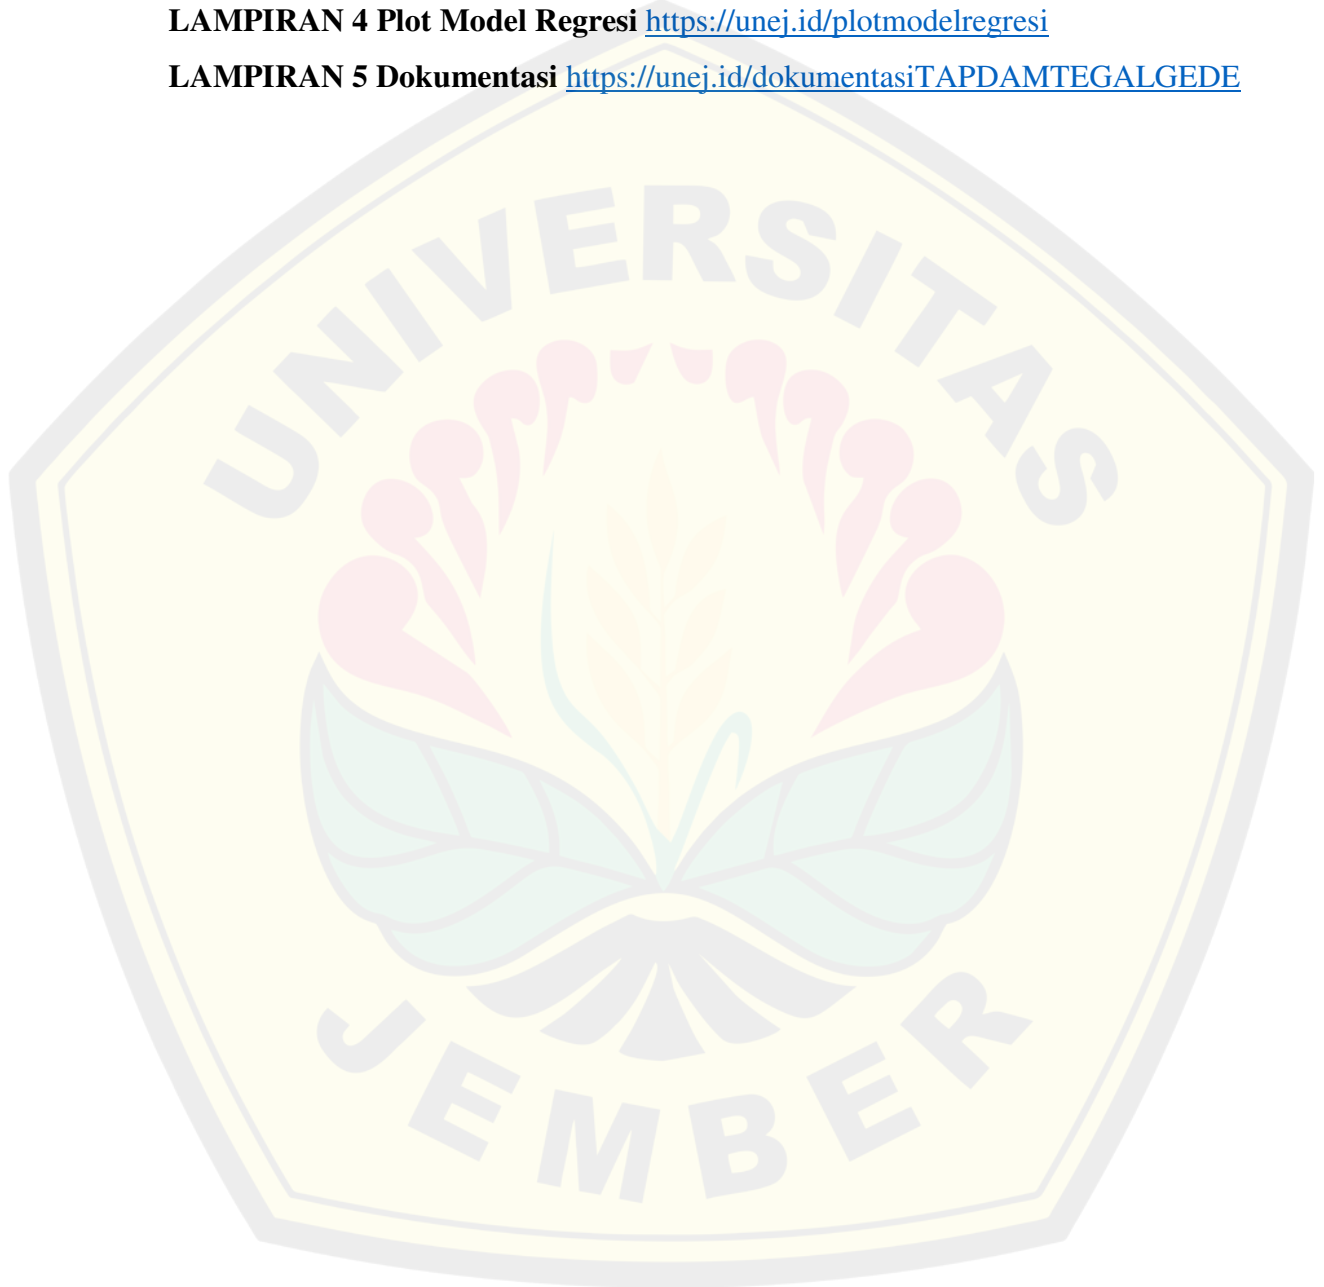 LAMPIRAN 4 Plot Model Regresi https://unej.id/plotmodelregresi
LAMPIRAN 5 Dokumentasi https://unej.id/dokumentasiTAPDAMTEGALGEDE
UNIVERSITAS
JEMBER